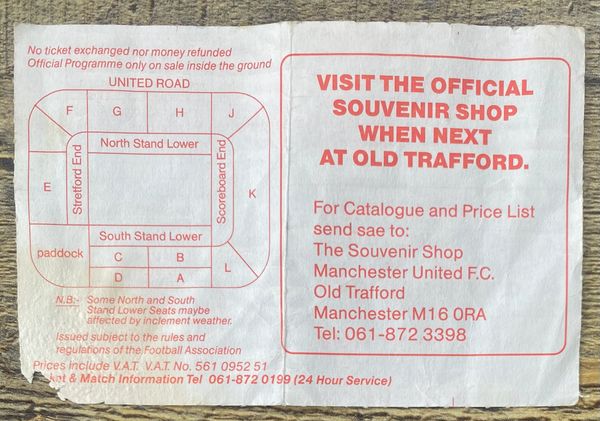 No ticket exchanged nor money refunded
Official Programme only on sale inside the ground
UNITED ROAD
F
G
H
J
North Stand Lower
Stretford End
Scoreboard End
E
K
South Stand Lower
paddock
C
B
D
A
L
N.B:- Some North and South
Stand Lower Seats maybe
affected by inclement weather.
Issued subject to the rules and
regulations of the Football Association
Prices Include V.A.T. V.A.T. No. 561 0952 51
& Match Information Tel 061-872 0199 (24 Hour Service)
VISIT THE OFFICIAL
SOUVENIR SHOP
WHEN NEXT
AT OLD TRAFFORD.
For Catalogue and Price List
send sae to:
The Souvenir Shop
Manchester United F.C.
Old Trafford
Manchester M16 0RA
Tel: 061-872 3398